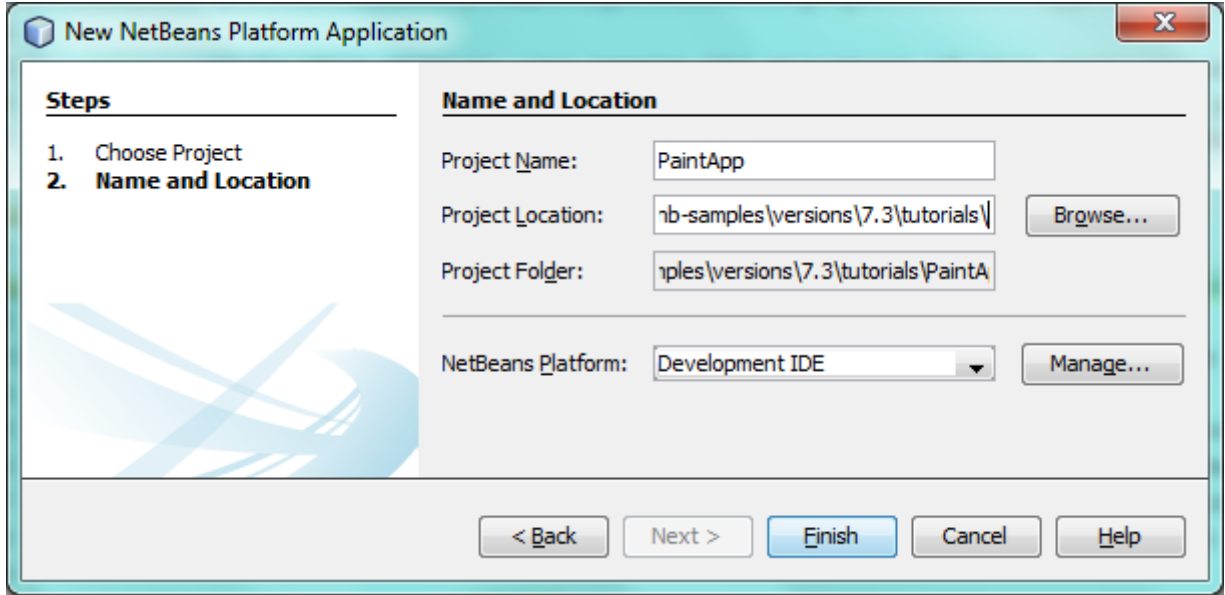 New NetBeans Platform Application
Steps
1. Choose Project
2. Name and Location
Name and Location
Project Name: PaintApp
Project Location: nb-samples\versions\7.3\tutorials\ Browse...
Project Folder: nples\versions\7.3\tutorials\PaintA
NetBeans Platform: Development IDE Manage...
< Back Next > Finish Cancel Help